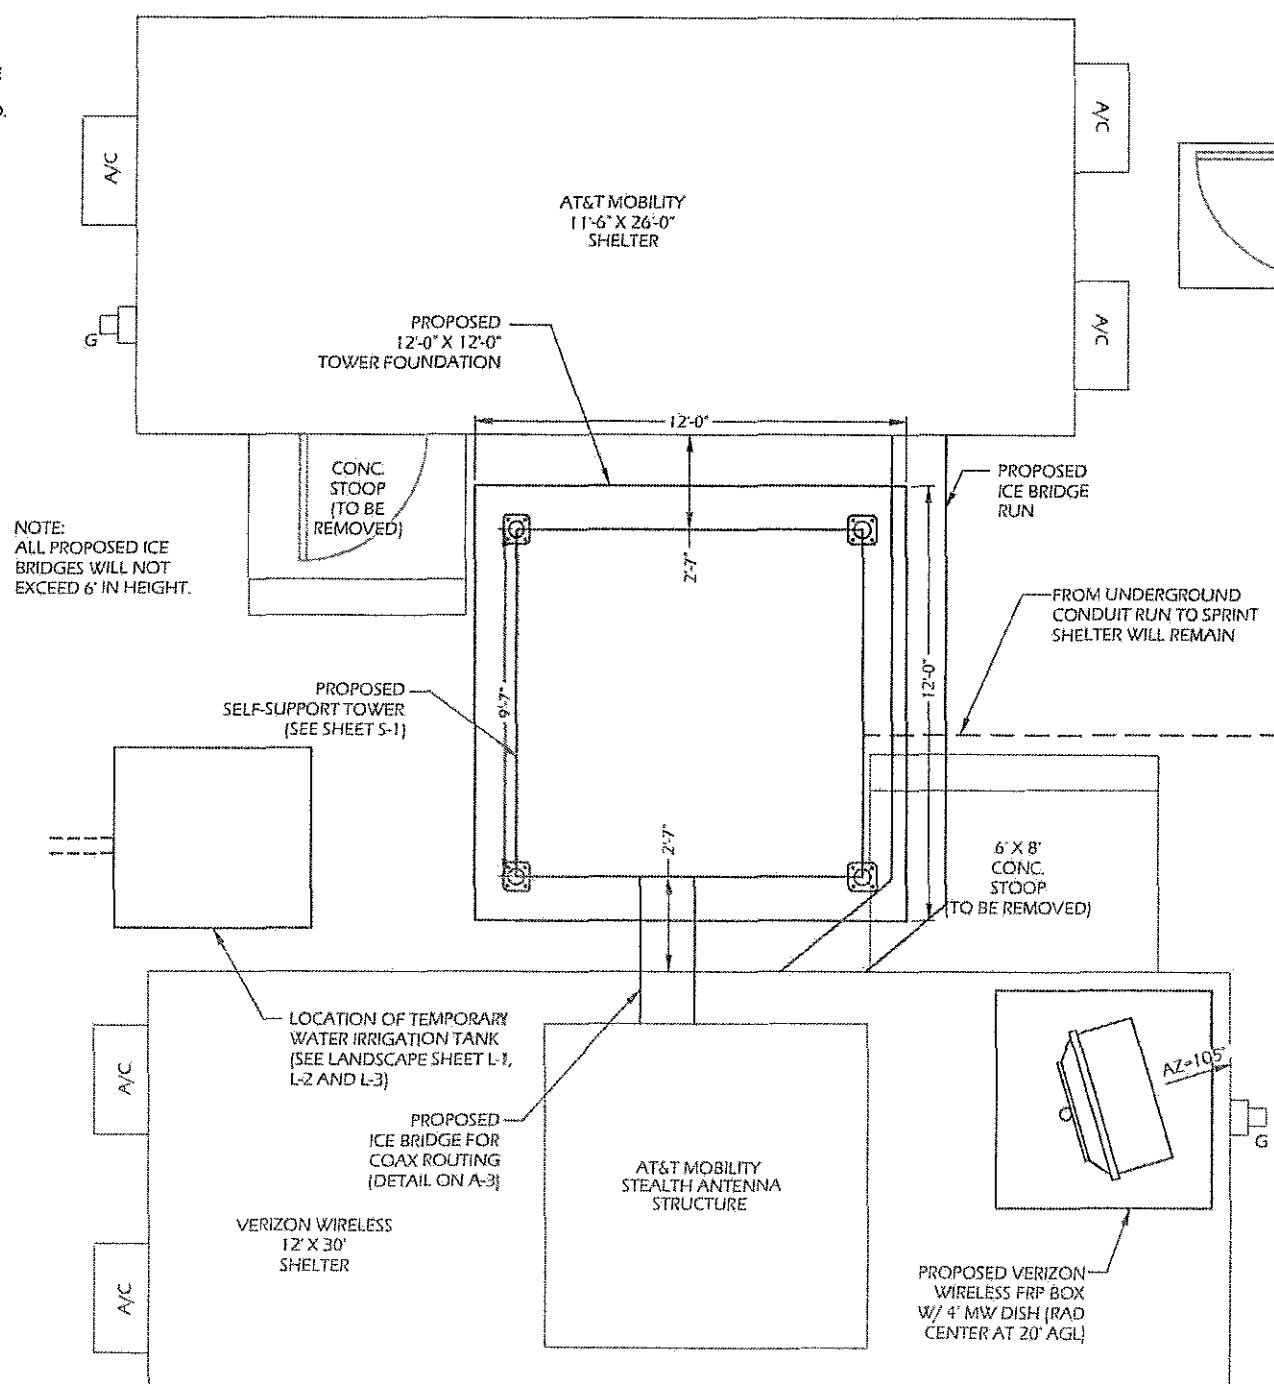 A/C
A/C
AT&T MOBILITY
11'-6" X 26'-0"
SHELTER
A/C
G
PROPOSED
12'-0" X 12'-0"
TOWER FOUNDATION
12'-0"
CONC.
STOOP
(TO BE
REMOVED)
2'-7"
PROPOSED
ICE BRIDGE
RUN
NOTE:
ALL PROPOSED ICE
BRIDGES WILL NOT
EXCEED 6' IN HEIGHT.
FROM UNDERGROUND
CONDUIT RUN TO SPRINT
SHELTER WILL REMAIN
PROPOSED
SELF-SUPPORT TOWER
(SEE SHEET S-1)
9'-7"
12'-0"
2'-7"
6' X 8'
CONC.
STOOP
(TO BE REMOVED)
LOCATION OF TEMPORARY
WATER IRRIGATION TANK
(SEE LANDSCAPE SHEET L-1,
L-2 AND L-3)
A/C
AZ=105°
G
PROPOSED
ICE BRIDGE FOR
COAX ROUTING
(DETAIL ON A-3)
AT&T MOBILITY
STEALTH ANTENNA
STRUCTURE
VERIZON WIRELESS
12' X 30'
SHELTER
A/C
PROPOSED VERIZON
WIRELESS FRP BOX
W/ 4' MW DISH (RAD
CENTER AT 20' AGL)